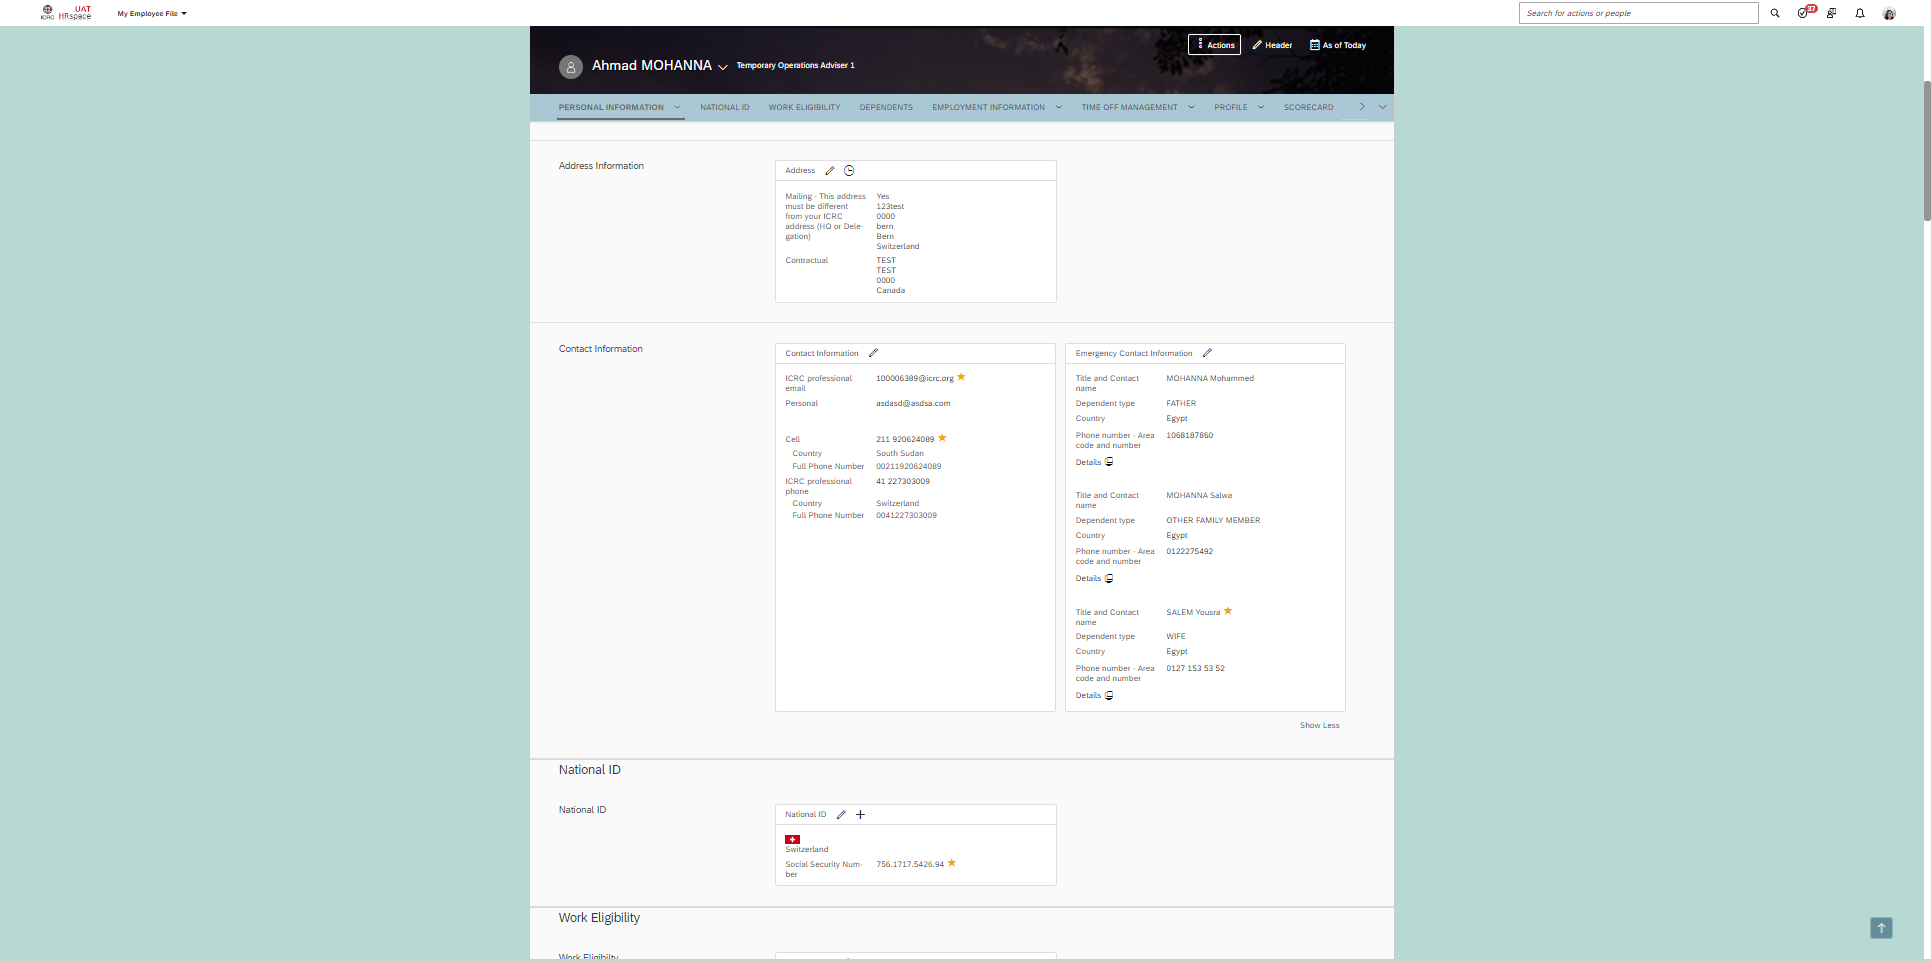 ICRC
UAT
HRspace
My Employee File
Search for actions or people
37
Ahmad MOHANNA
Temporary Operations Adviser 1
Actions
Header
As of Today
PERSONAL INFORMATION
NATIONAL ID
WORK ELIGIBILITY
DEPENDENTS
EMPLOYMENT INFORMATION
TIME OFF MANAGEMENT
PROFILE
SCORECARD
Address Information
Address
Mailing - This address
must be different
from your ICRC
address (HQ or Dele-
gation)
Yes
123test
0000
bern
Bern
Switzerland
Contractual
TEST
TEST
0000
Canada
Contact Information
Contact Information
ICRC professional
email
100006389@icrc.org
Personal
asdasd@asdsa.com
Cell
211 920624089
Country
South Sudan
Full Phone Number
00211920624089
ICRC professional
phone
41 227303009
Country
Switzerland
Full Phone Number
0041227303009
Emergency Contact Information
Title and Contact
name
MOHANNA Mohammed
Dependent type
FATHER
Country
Egypt
Phone number - Area
code and number
1068187860
Details
Title and Contact
name
MOHANNA Salwa
Dependent type
OTHER FAMILY MEMBER
Country
Egypt
Phone number - Area
code and number
0122275492
Details
Title and Contact
name
SALEM Yousra
Dependent type
WIFE
Country
Egypt
Phone number - Area
code and number
0127 153 53 52
Details
Show Less
National ID
National ID
National ID
Switzerland
Social Security Num-
ber
756.1717.5426.94
Work Eligibility
Work Eligibilty